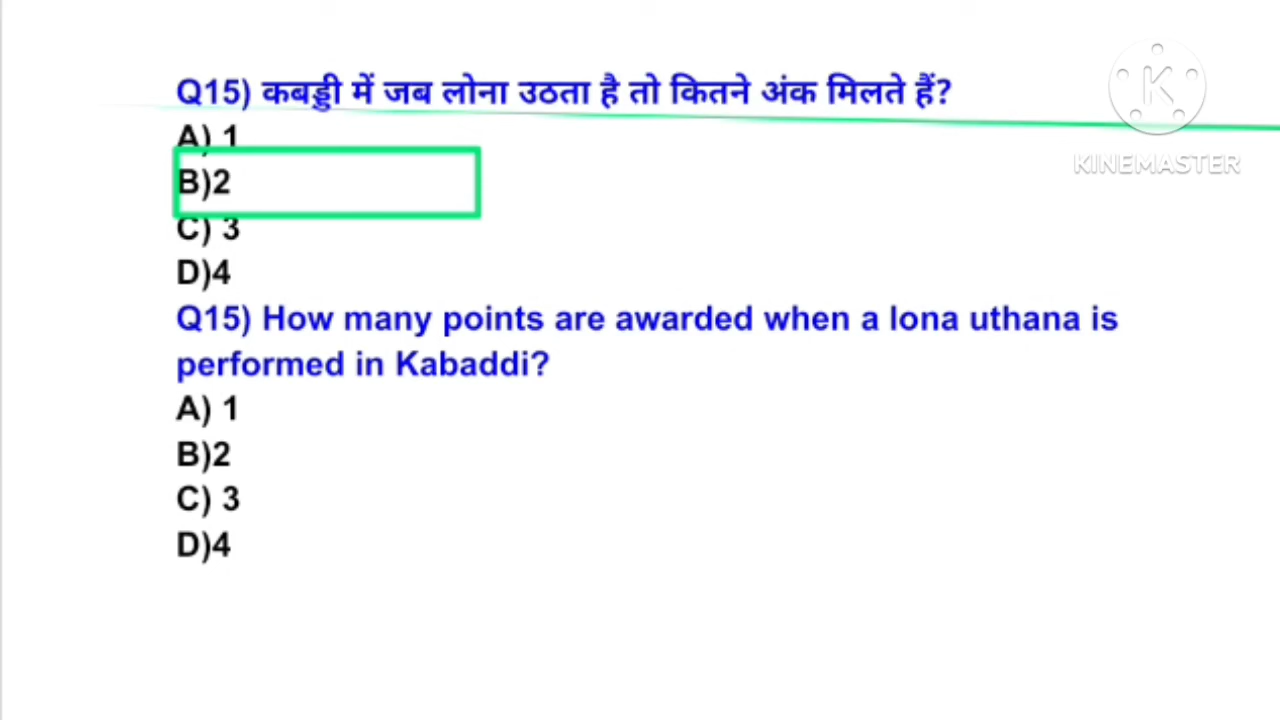 Q15) कबड्डी में जब लोना उठता है तो कितने अंक मिलते हैं?
A) 1
B)2
C) 3
D)4
Q15) How many points are awarded when a lona uthana is
performed in Kabaddi?
A) 1
B)2
C) 3
D)4
K
KINEMASTER